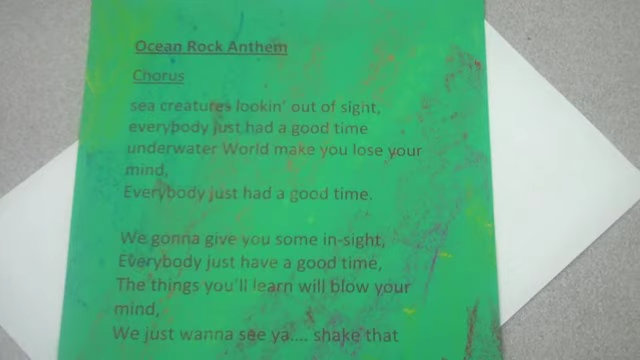 Ocean Rock Anthem
Chorus
sea creatures lookin' out of sight,
everybody just had a good time
underwater World make you lose your
mind,
Everybody just had a good time.
We gonna give you some in-sight,
Everybody just have a good time,
The things you'll learn will blow your
mind,
We just wanna see ya.... shake that